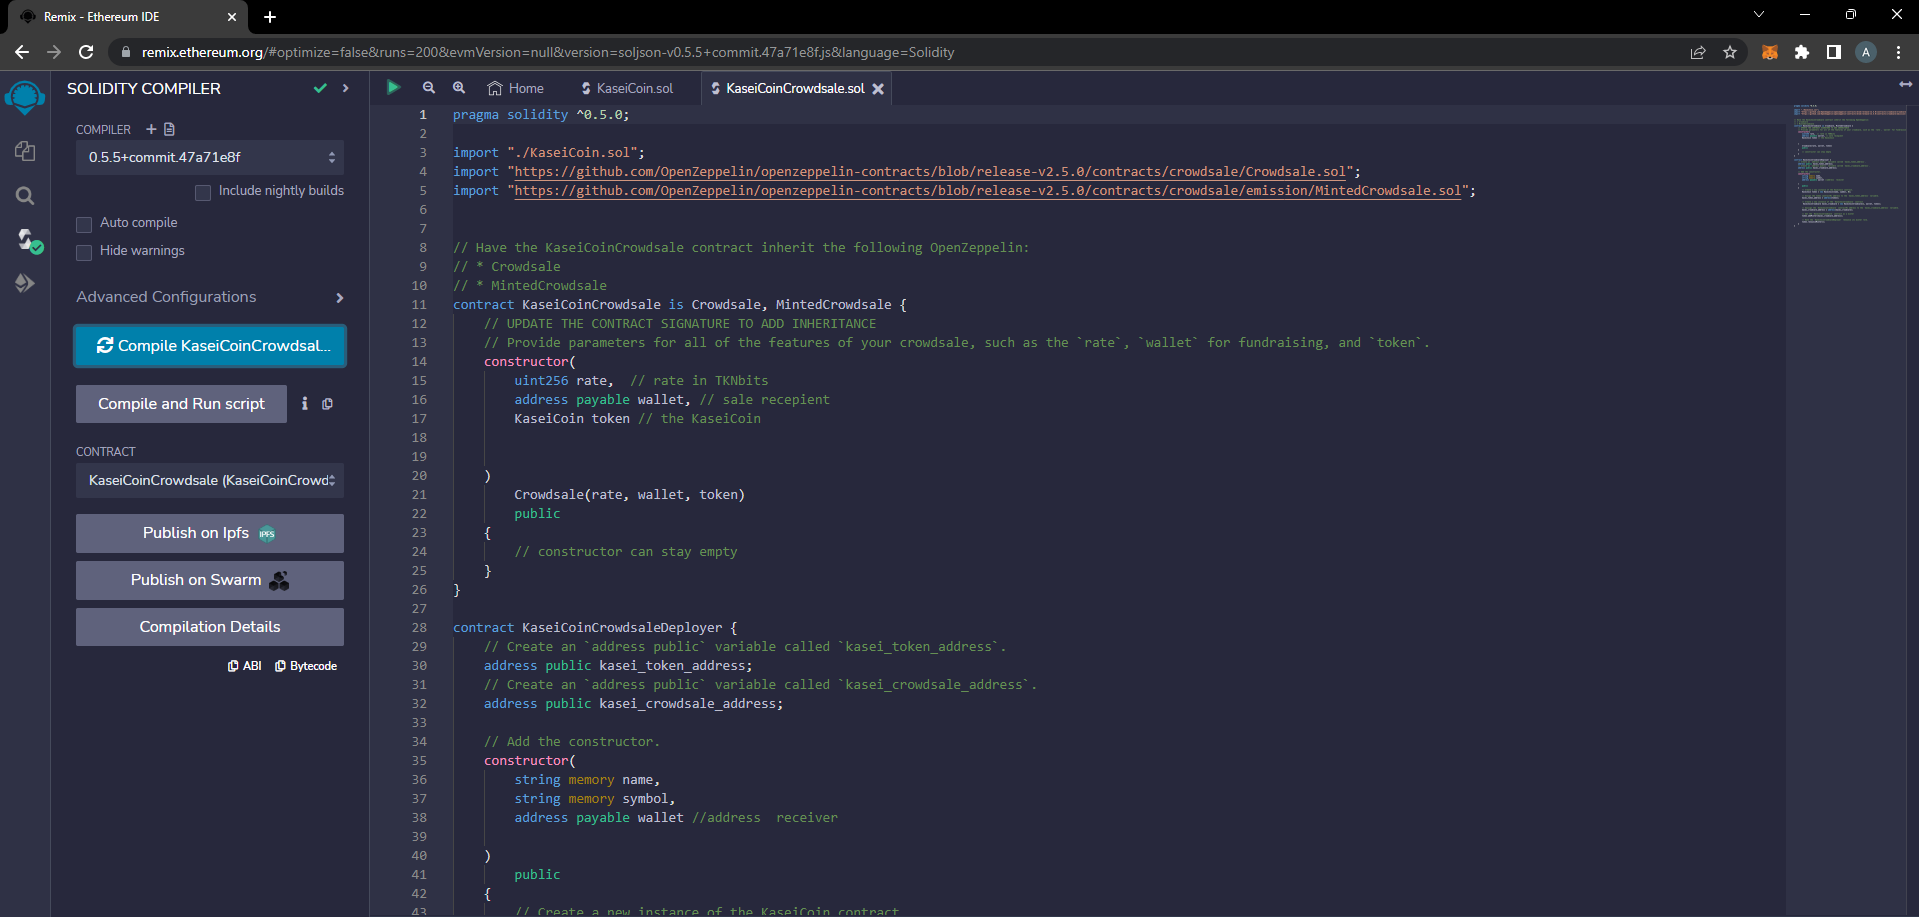 Remix - Ethereum IDE
remix.ethereum.org/#optimize=false&runs=200&evmVersion=null&version=soljson-v0.5.5+commit.47a71e8f.js&language=Solidity
A
SOLIDITY COMPILER
COMPILER
0.5.5+commit.47a71e8f
Include nightly builds
Auto compile
Hide warnings
Advanced Configurations
Compile KaseiCoinCrowdsal...
Compile and Run script
CONTRACT
KaseiCoinCrowdsale (KaseiCoinCrowd
Publish on Ipfs IPFS
Publish on Swarm
Compilation Details
ABI Bytecode
Home KaseiCoin.sol KaseiCoinCrowdsale.sol
1 pragma solidity ^0.5.0;
2
3 import "./KaseiCoin.sol";
4 import "https://github.com/OpenZeppelin/openzeppelin-contracts/blob/release-v2.5.0/contracts/crowdsale/Crowdsale.sol";
5 import "https://github.com/OpenZeppelin/openzeppelin-contracts/blob/release-v2.5.0/contracts/crowdsale/emission/MintedCrowdsale.sol";
6
7
8 // Have the KaseiCoinCrowdsale contract inherit the following OpenZeppelin:
9 // * Crowdsale
10 // * MintedCrowdsale
11 contract KaseiCoinCrowdsale is Crowdsale, MintedCrowdsale {
12 // UPDATE THE CONTRACT SIGNATURE TO ADD INHERITANCE
13 // Provide parameters for all of the features of your crowdsale, such as the `rate`, `wallet` for fundraising, and `token`.
14 constructor(
15 uint256 rate, // rate in TKNbits
16 address payable wallet, // sale recepient
17 KaseiCoin token // the KaseiCoin
18
19
20 )
21 Crowdsale(rate, wallet, token)
22 public
23 {
24 // constructor can stay empty
25 }
26 }
27
28 contract KaseiCoinCrowdsaleDeployer {
29 // Create an `address public` variable called `kasei_token_address`.
30 address public kasei_token_address;
31 // Create an `address public` variable called `kasei_crowdsale_address`.
32 address public kasei_crowdsale_address;
33
34 // Add the constructor.
35 constructor(
36 string memory name,
37 string memory symbol,
38 address payable wallet //address receiver
39
40 )
41 public
42 {
43 // Create a new instance of the KaseiCoin contract